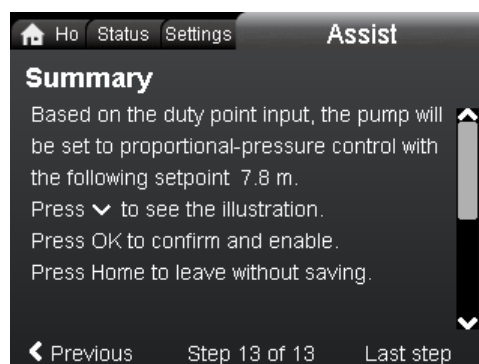 Ho Status Settings Assist
Summary
Based on the duty point input, the pump will
be set to proportional-pressure control with
the following setpoint 7.8 m.
Press to see the illustration.
Press OK to confirm and enable.
Press Home to leave without saving.
Previous Step 13 of 13 Last step